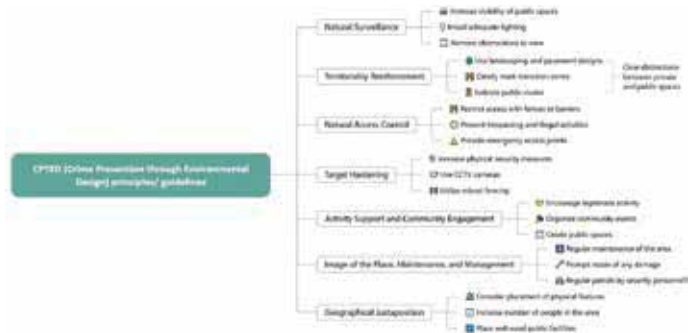 CPTED (Crime Prevention through Environmental
Design) principles/ guidelines
Natural Surveillance
Increase visibility of public spaces
Install adequate lighting
Remove obstructions to view
Territoriality Reinforcement
Use landscaping and pavement designs
Clearly mark transition zones
Indicate public routes
Clear distinctions
between private
and public spaces
Natural Access Control
Restrict access with fences or barriers
Prevent trespassing and illegal activities
Provide emergency access points
Target Hardening
Increase physical security measures
Use CCTV cameras
Utilize robust fencing
Activity Support and Community Engagement
Encourage legitimate activity
Organize community events
Create public spaces
Image of the Place, Maintenance, and Management
Regular maintenance of the area
Prompt repair of any damage
Regular patrols by security personnel
Geographical Juxtaposition
Consider placement of physical features
Increase number of people in the area
Place well-used public facilities